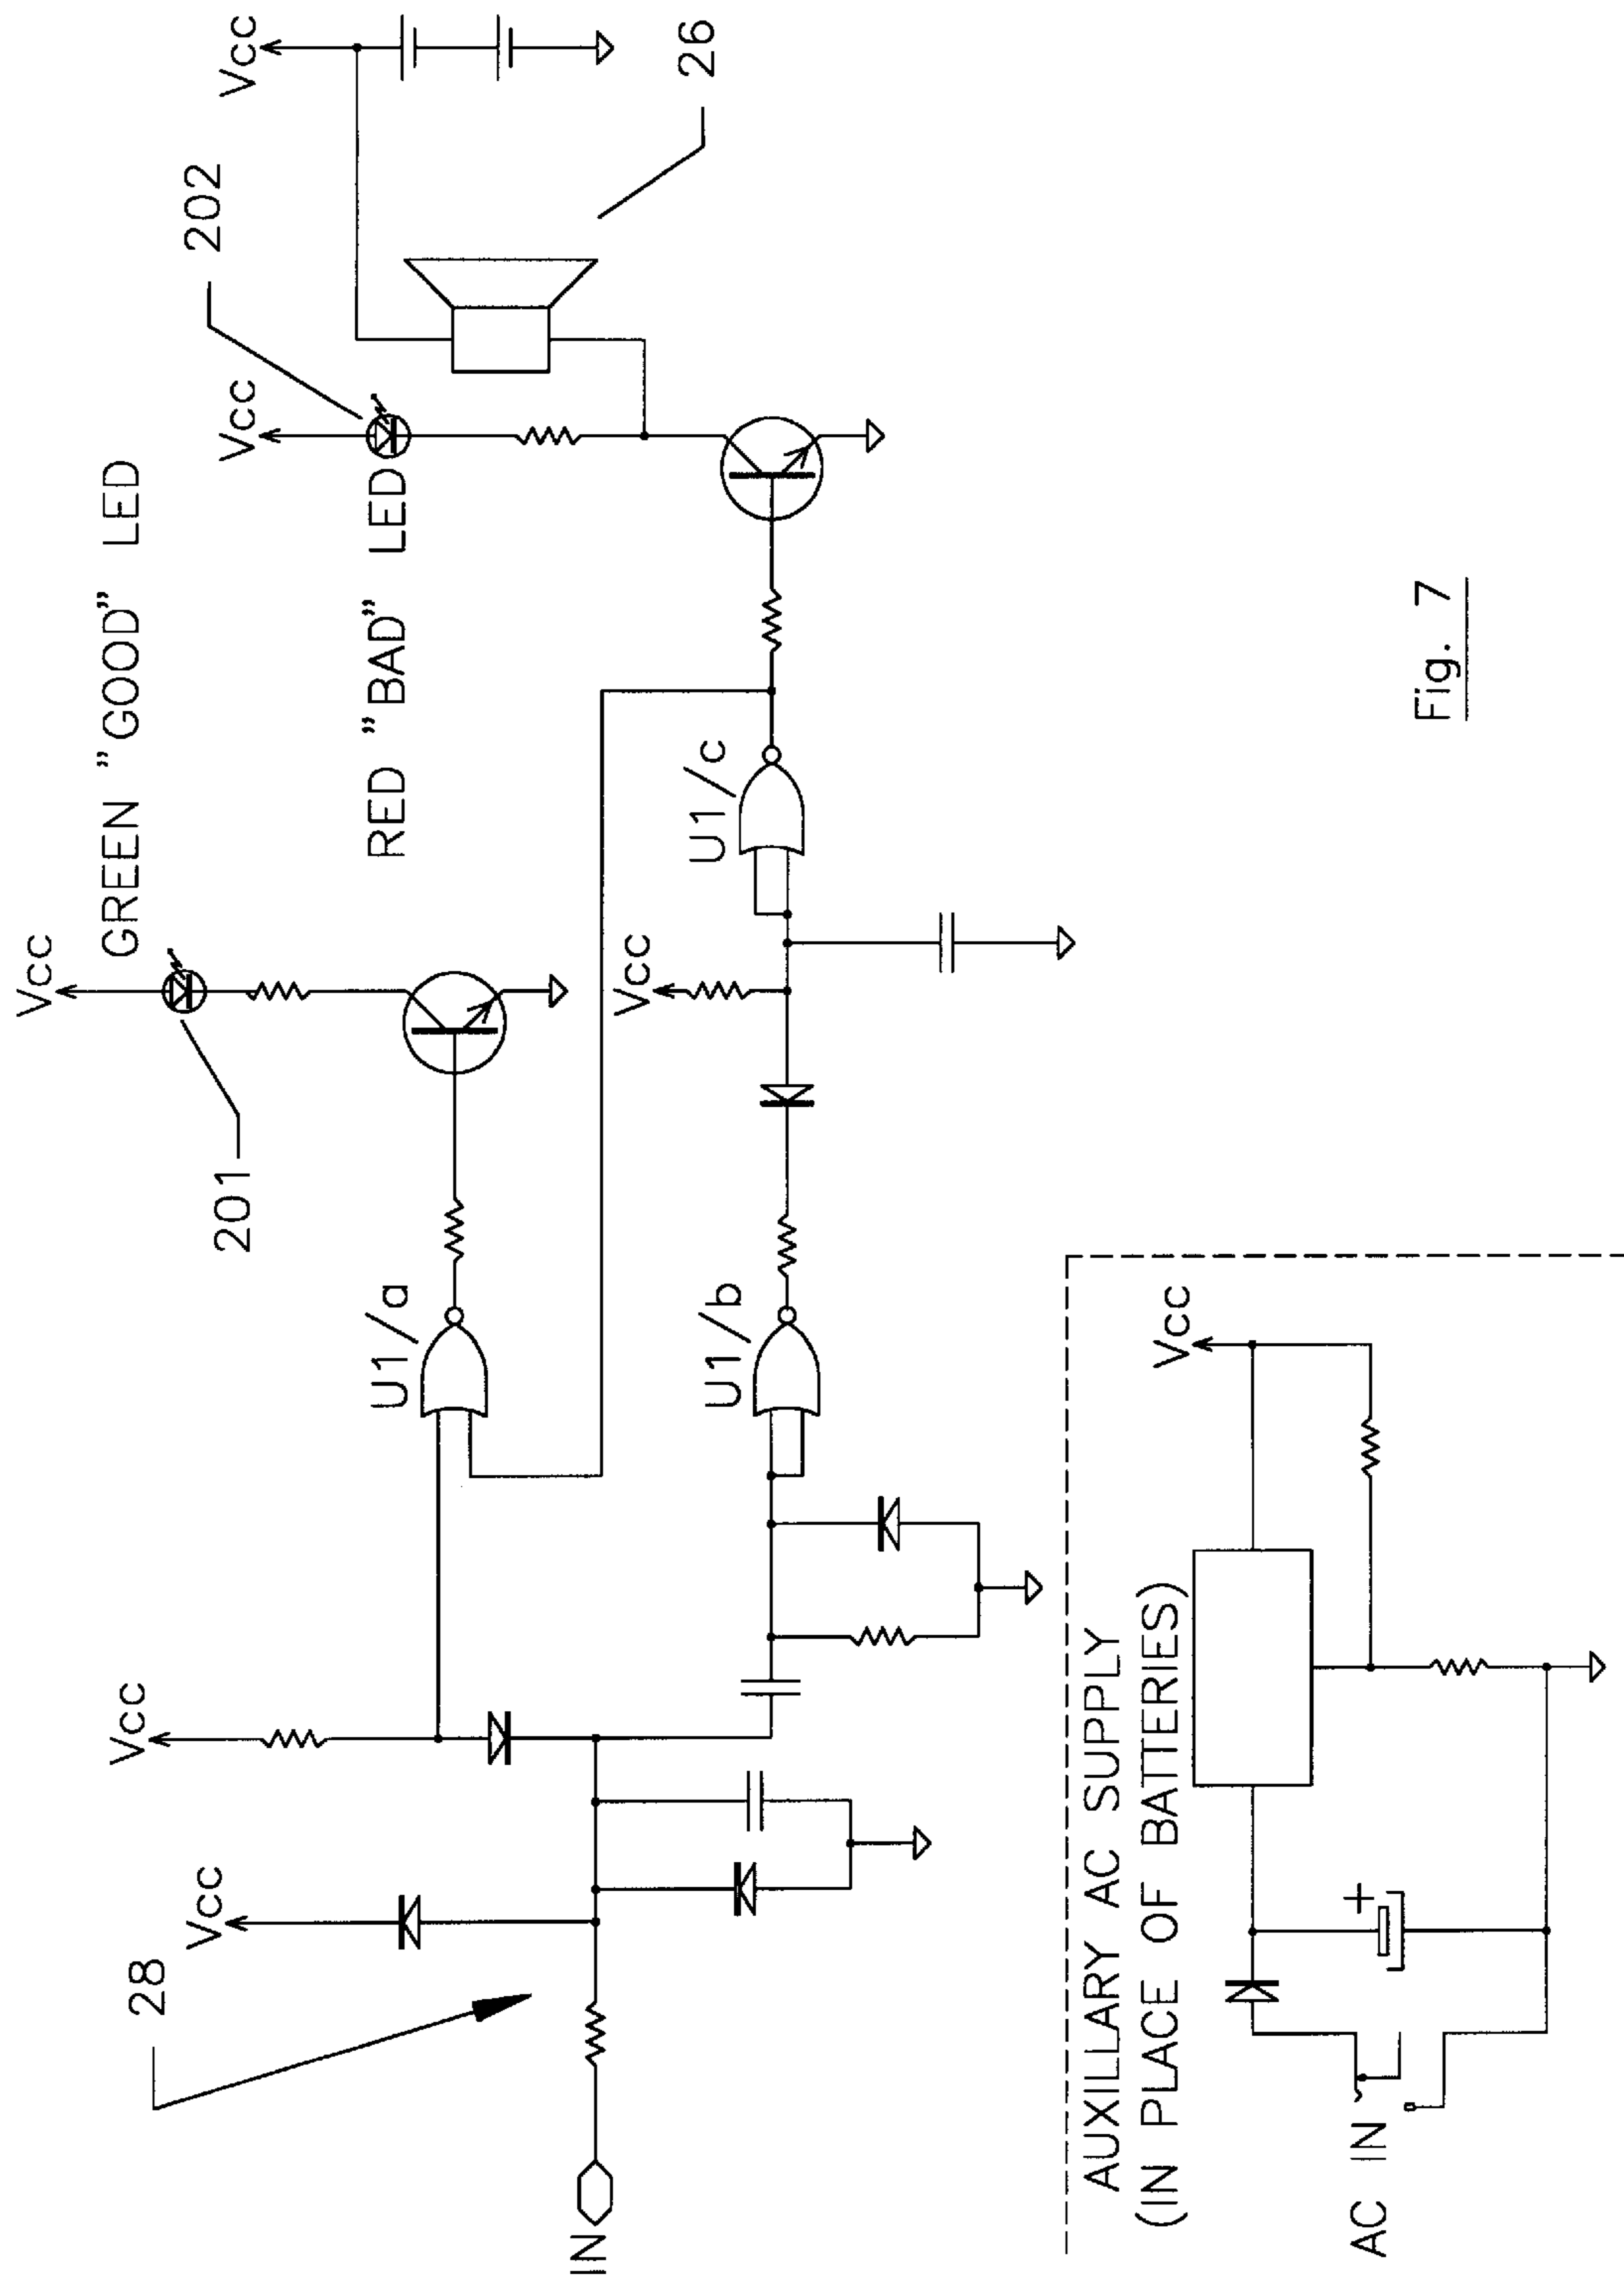 Vcc
GREEN "GOOD" LED
201
Vcc
202
RED "BAD" LED
Vcc
26
Vcc
28
Vcc
Vcc
U1/a
U1/b
Vcc
U1/c
IN
AUXILLARY AC SUPPLY
(IN PLACE OF BATTERIES)
Vcc
+
AC IN
Fig. 7